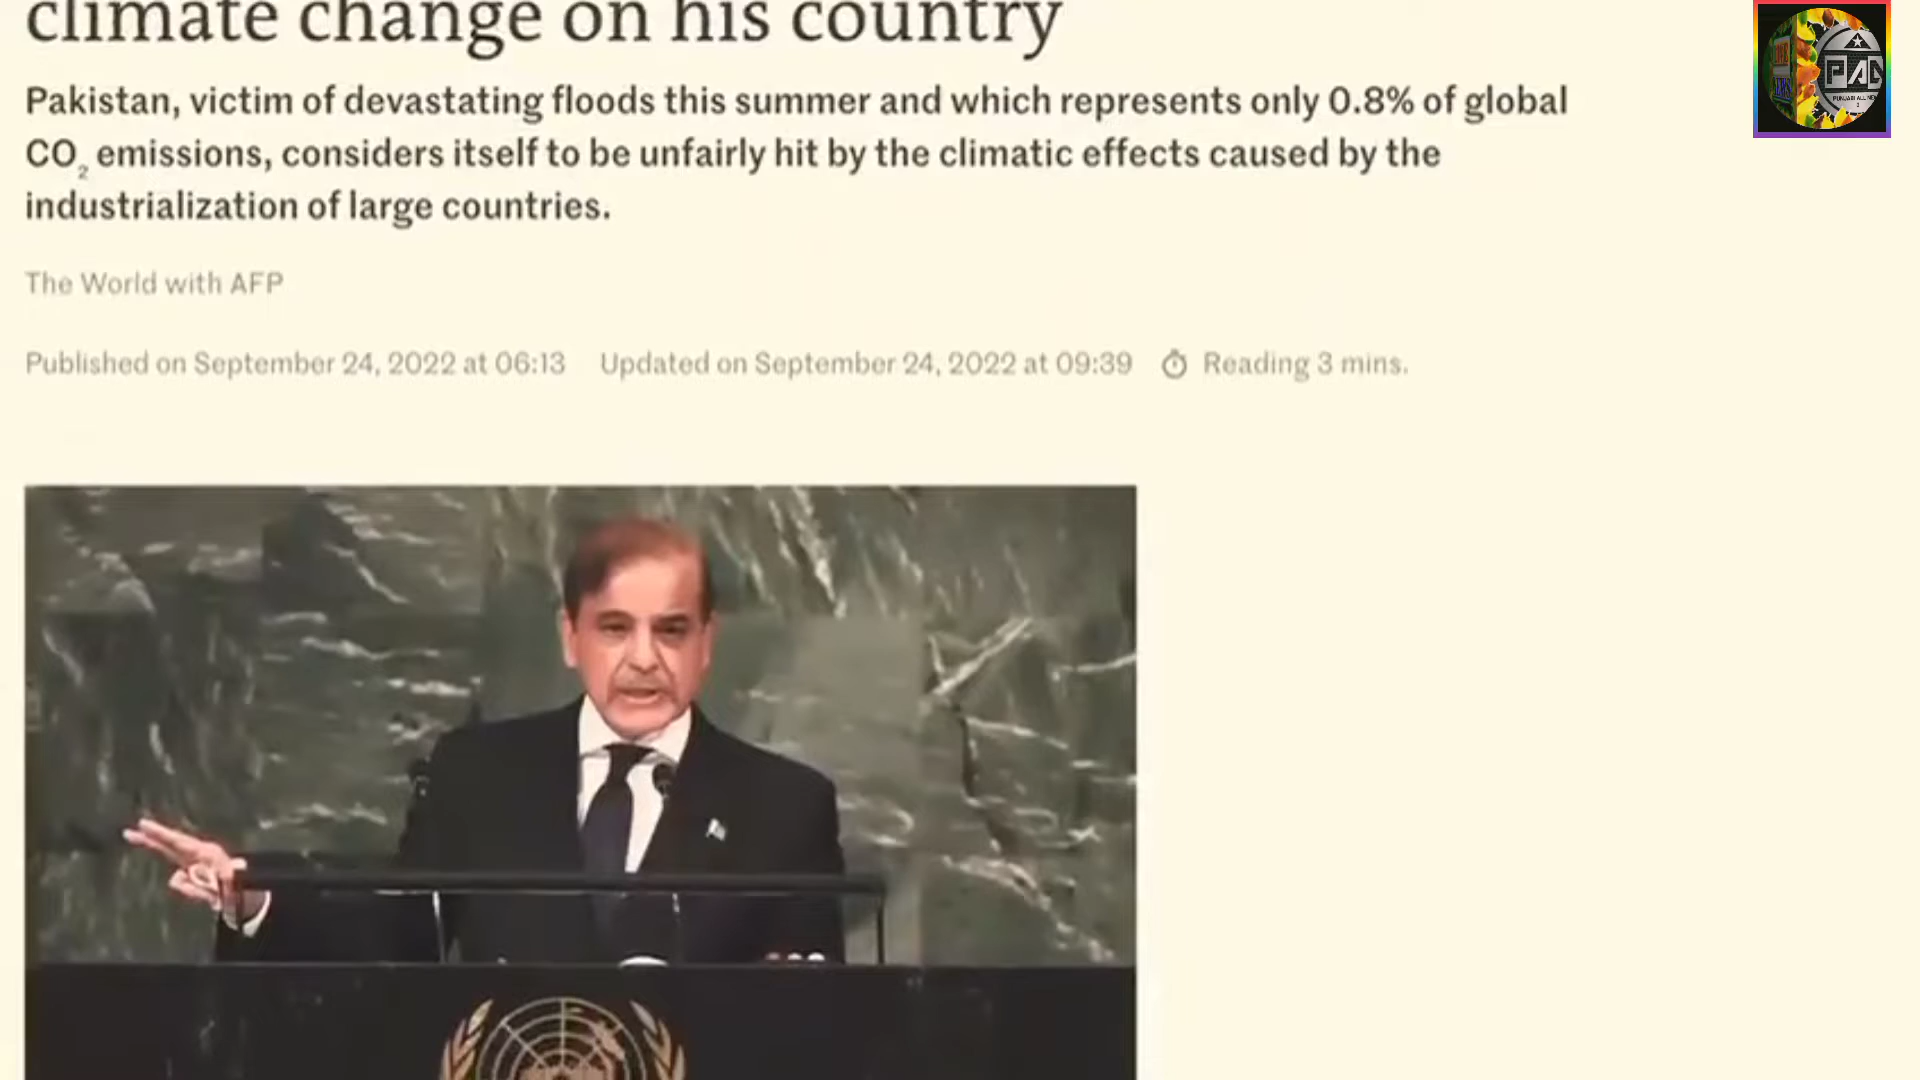 climate change on his country
Pakistan, victim of devastating floods this summer and which represents only 0.8% of global
CO₂ emissions, considers itself to be unfairly hit by the climatic effects caused by the
industrialization of large countries.
The World with AFP
Published on September 24, 2022 at 06:13 Updated on September 24, 2022 at 09:39 Reading 3 mins.